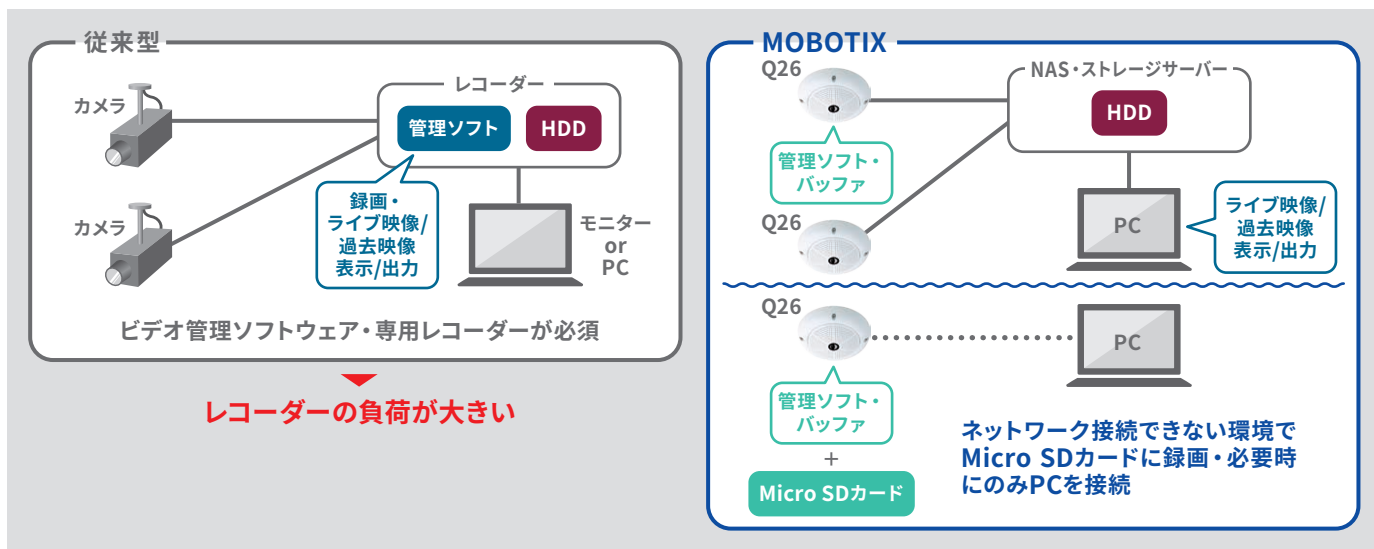 従来型
カメラ
レコーダー
管理ソフト
HDD
録画・
ライブ映像/
過去映像
表示/出力
カメラ
モニター
or
PC
ビデオ管理ソフトウェア・専用レコーダーが必須
レコーダーの負荷が大きい
MOBOTIX
Q26
管理ソフト・
バッファ
NAS・ストレージサーバー
HDD
Q26
PC
ライブ映像/
過去映像
表示/出力
Q26
PC
管理ソフト・
バッファ
+
Micro SDカード
ネットワーク接続できない環境で
Micro SDカードに録画・必要時
にのみPCを接続